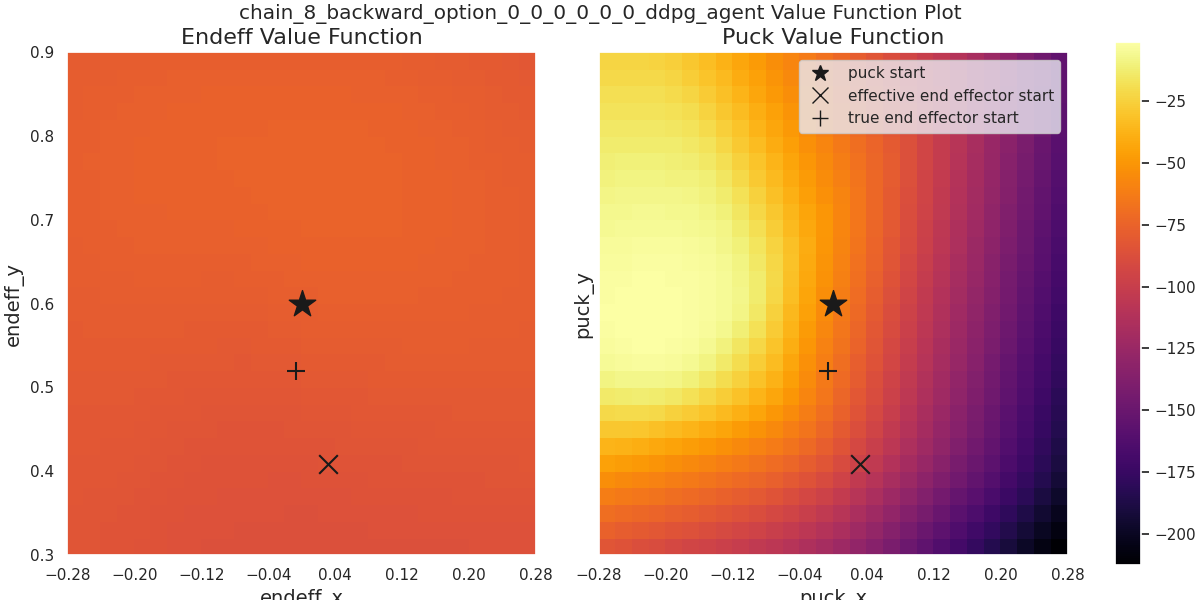 chain_8_backward_option_0_0_0_0_0_0_ddpg_agent Value Function Plot
Endeff Value Function
Puck Value Function
puck start
effective end effector start
true end effector start
0.9
0.8
0.7
0.6
0.5
0.4
0.3
endeff_y
−0.28 −0.20 −0.12 −0.04 0.04 0.12 0.20 0.28
endeff_x
puck_y
−0.28 −0.20 −0.12 −0.04 0.04 0.12 0.20 0.28
puck_x
−25
−50
−75
−100
−125
−150
−175
−200